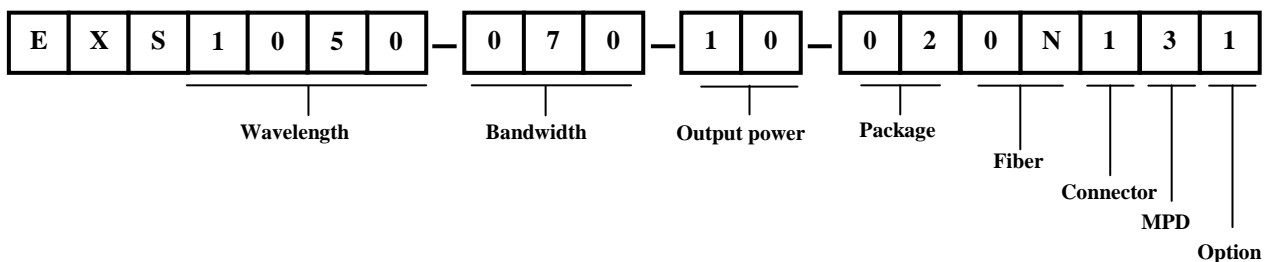 E X S 1 0 5 0 – 0 7 0 – 1 0 – 0 2 0 N 1 3 1
Wavelength Bandwidth Output power Package
Fiber
Connector
MPD
Option